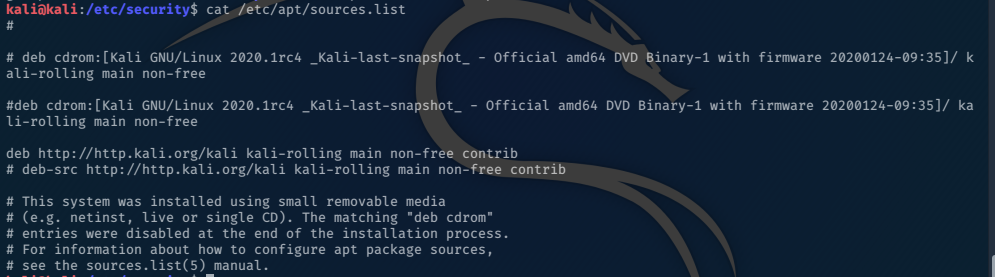 kali@kali:/etc/security$ cat /etc/apt/sources.list
#
# deb cdrom:[Kali GNU/Linux 2020.1rc4 _Kali-last-snapshot_ - Official amd64 DVD Binary-1 with firmware 20200124-09:35]/ k
ali-rolling main non-free
#deb cdrom:[Kali GNU/Linux 2020.1rc4 _Kali-last-snapshot_ - Official amd64 DVD Binary-1 with firmware 20200124-09:35]/ ka
li-rolling main non-free
deb http://http.kali.org/kali kali-rolling main non-free contrib
# deb-src http://http.kali.org/kali kali-rolling main non-free contrib
# This system was installed using small removable media
# (e.g. netinst, live or single CD). The matching "deb cdrom"
# entries were disabled at the end of the installation process.
# For information about how to configure apt package sources,
# see the sources.list(5) manual.
kali@kali:/etc/security$